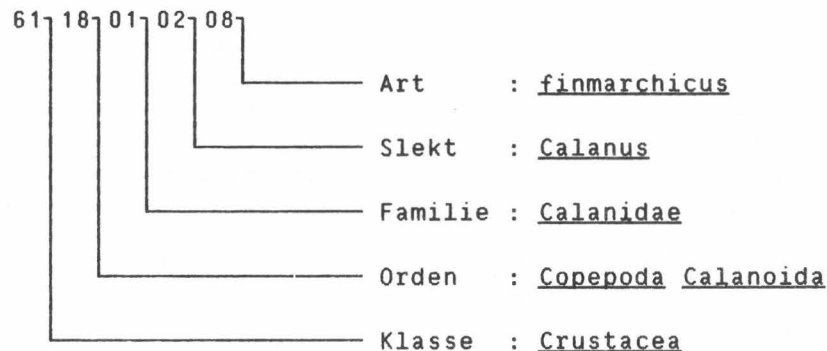 61 18 01 02 08
Art : finmarchicus
Slekt : Calanus
Familie : Calanidae
Orden : Copepoda Calanoida
Klasse : Crustacea